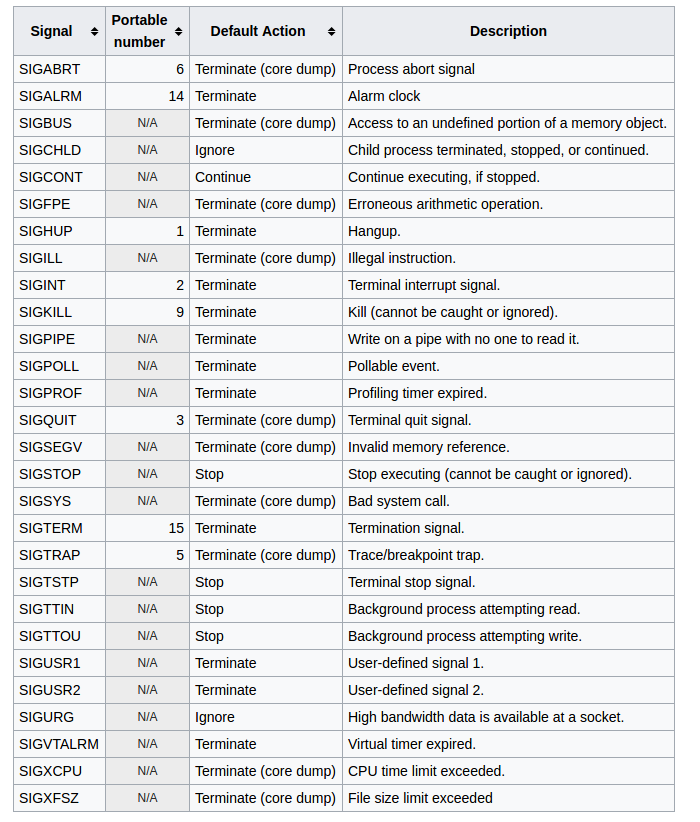 Signal Portable number Default Action Description
SIGABRT 6 Terminate (core dump) Process abort signal
SIGALRM 14 Terminate Alarm clock
SIGBUS N/A Terminate (core dump) Access to an undefined portion of a memory object.
SIGCHLD N/A Ignore Child process terminated, stopped, or continued.
SIGCONT N/A Continue Continue executing, if stopped.
SIGFPE N/A Terminate (core dump) Erroneous arithmetic operation.
SIGHUP 1 Terminate Hangup.
SIGILL N/A Terminate (core dump) Illegal instruction.
SIGINT 2 Terminate Terminal interrupt signal.
SIGKILL 9 Terminate Kill (cannot be caught or ignored).
SIGPIPE N/A Terminate Write on a pipe with no one to read it.
SIGPOLL N/A Terminate Pollable event.
SIGPROF N/A Terminate Profiling timer expired.
SIGQUIT 3 Terminate (core dump) Terminal quit signal.
SIGSEGV N/A Terminate (core dump) Invalid memory reference.
SIGSTOP N/A Stop Stop executing (cannot be caught or ignored).
SIGSYS N/A Terminate (core dump) Bad system call.
SIGTERM 15 Terminate Termination signal.
SIGTRAP 5 Terminate (core dump) Trace/breakpoint trap.
SIGTSTP N/A Stop Terminal stop signal.
SIGTTIN N/A Stop Background process attempting read.
SIGTTOU N/A Stop Background process attempting write.
SIGUSR1 N/A Terminate User-defined signal 1.
SIGUSR2 N/A Terminate User-defined signal 2.
SIGURG N/A Ignore High bandwidth data is available at a socket.
SIGVTALRM N/A Terminate Virtual timer expired.
SIGXCPU N/A Terminate (core dump) CPU time limit exceeded.
SIGXFSZ N/A Terminate (core dump) File size limit exceeded